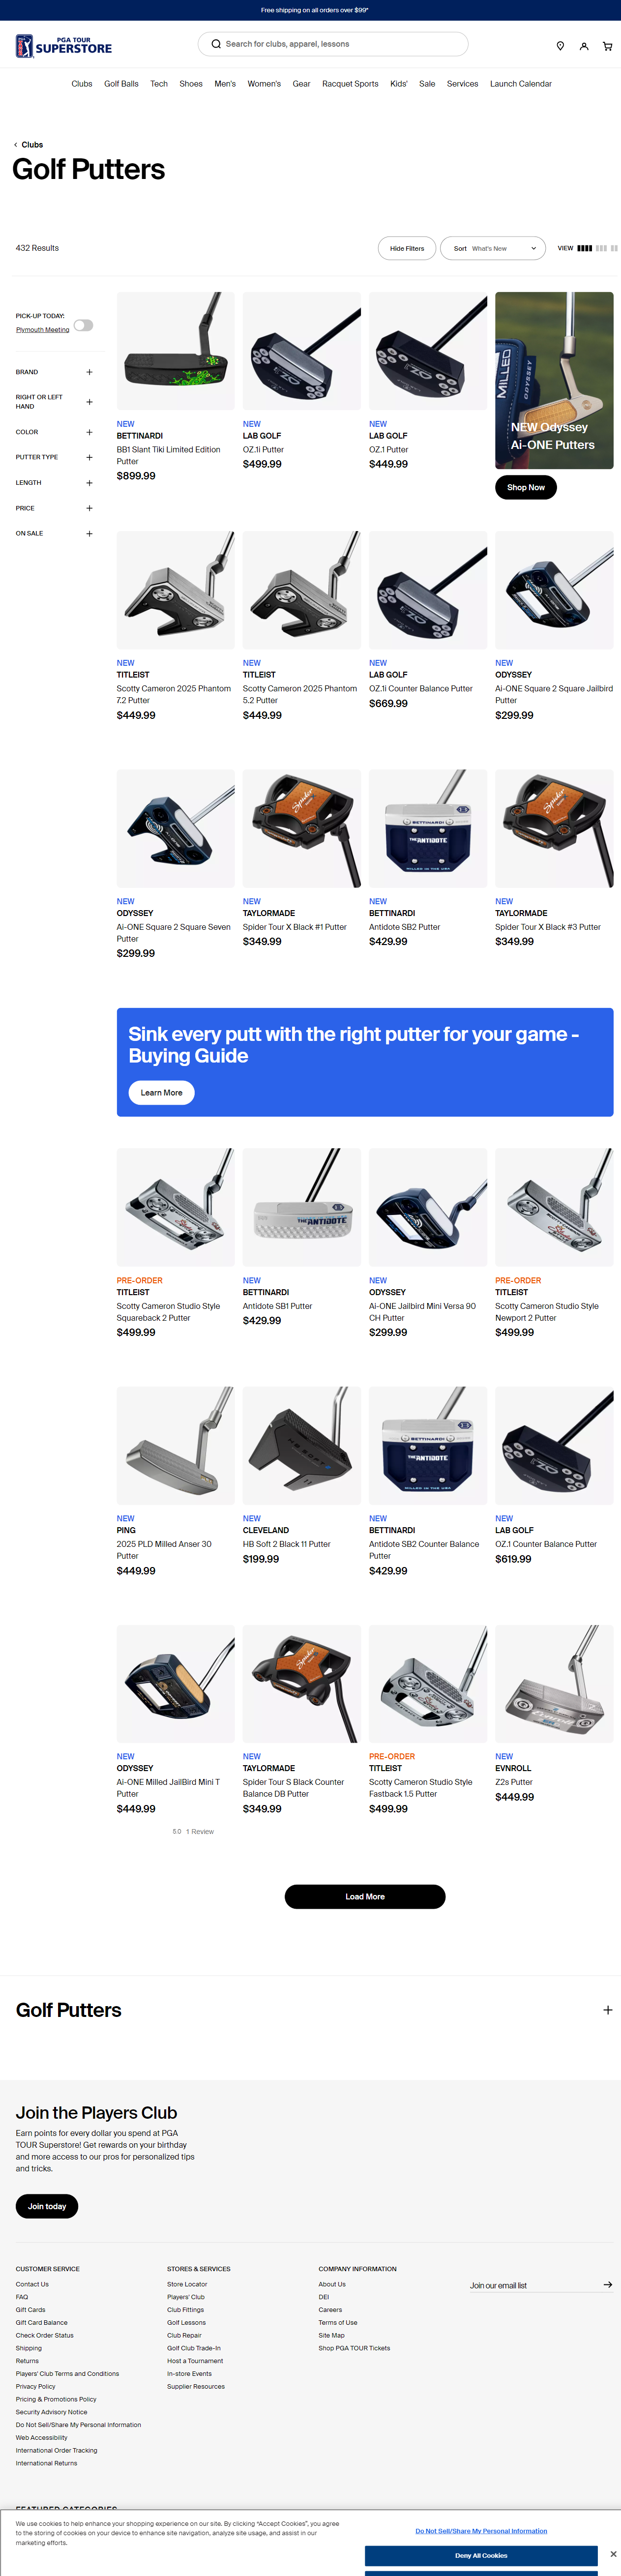 Free shipping on all orders over $99*
PGA TOUR
SUPERSTORE
Search for clubs, apparel, lessons
Clubs Golf Balls Tech Shoes Men's Women's Gear Racquet Sports Kids' Sale Services Launch Calendar
Clubs
Golf Putters
432 Results
Hide Filters
Sort What's New
VIEW
PICK-UP TODAY:
Plymouth Meeting
BRAND
RIGHT OR LEFT
HAND
COLOR
PUTTER TYPE
LENGTH
PRICE
ON SALE
NEW
BETTINARDI
BB1 Slant Tiki Limited Edition
Putter
$899.99
NEW
LAB GOLF
OZ.1i Putter
$499.99
NEW
LAB GOLF
OZ.1 Putter
$449.99
MILLED
ODYSSEY
NEW Odyssey
Ai-ONE Putters
Shop Now
NEW
TITLEIST
Scotty Cameron 2025 Phantom
7.2 Putter
$449.99
NEW
TITLEIST
Scotty Cameron 2025 Phantom
5.2 Putter
$449.99
NEW
LAB GOLF
OZ.1i Counter Balance Putter
$669.99
NEW
ODYSSEY
Ai-ONE Square 2 Square Jailbird
Putter
$299.99
NEW
ODYSSEY
Ai-ONE Square 2 Square Seven
Putter
$299.99
Spider
NEW
TAYLORMADE
Spider Tour X Black #1 Putter
$349.99
BETTINARDI
THE ANTIDOTE
MILLED IN THE USA
NEW
BETTINARDI
Antidote SB2 Putter
$429.99
Spider
NEW
TAYLORMADE
Spider Tour X Black #3 Putter
$349.99
Sink every putt with the right putter for your game -
Buying Guide
Learn More
PRE-ORDER
TITLEIST
Scotty Cameron Studio Style
Squareback 2 Putter
$499.99
THE ANTIDOTE
NEW
BETTINARDI
Antidote SB1 Putter
$429.99
NEW
ODYSSEY
Ai-ONE Jailbird Mini Versa 90
CH Putter
$299.99
PRE-ORDER
TITLEIST
Scotty Cameron Studio Style
Newport 2 Putter
$499.99
NEW
PING
2025 PLD Milled Anser 30
Putter
$449.99
NEW
CLEVELAND
HB Soft 2 Black 11 Putter
$199.99
BETTINARDI
THE ANTIDOTE
MILLED IN THE USA
NEW
BETTINARDI
Antidote SB2 Counter Balance
Putter
$429.99
NEW
LAB GOLF
OZ.1 Counter Balance Putter
$619.99
NEW
ODYSSEY
Ai-ONE Milled JailBird Mini T
Putter
$449.99
5.0 1 Review
Spider
NEW
TAYLORMADE
Spider Tour S Black Counter
Balance DB Putter
$349.99
PRE-ORDER
TITLEIST
Scotty Cameron Studio Style
Fastback 1.5 Putter
$499.99
NEW
EVNROLL
Z2s Putter
$449.99
Load More
Golf Putters
Join the Players Club
Earn points for every dollar you spend at PGA
TOUR Superstore! Get rewards on your birthday
and more access to our pros for personalized tips
and tricks.
Join today
CUSTOMER SERVICE
Contact Us
FAQ
Gift Cards
Gift Card Balance
Check Order Status
Shipping
Returns
Players' Club Terms and Conditions
Privacy Policy
Pricing & Promotions Policy
Security Advisory Notice
Do Not Sell/Share My Personal Information
Web Accessibility
International Order Tracking
International Returns
STORES & SERVICES
Store Locator
Players' Club
Club Fittings
Golf Lessons
Club Repair
Golf Club Trade-In
Host a Tournament
In-store Events
Supplier Resources
COMPANY INFORMATION
About Us
DEI
Careers
Terms of Use
Site Map
Shop PGA TOUR Tickets
Join our email list
FEATURED CATEGORIES
We use cookies to help enhance your shopping experience on our site. By clicking "Accept Cookies", you agree
to the storing of cookies on your device to enhance site navigation, analyze site usage, and assist in our
marketing efforts.
Do Not Sell/Share My Personal Information
Deny All Cookies